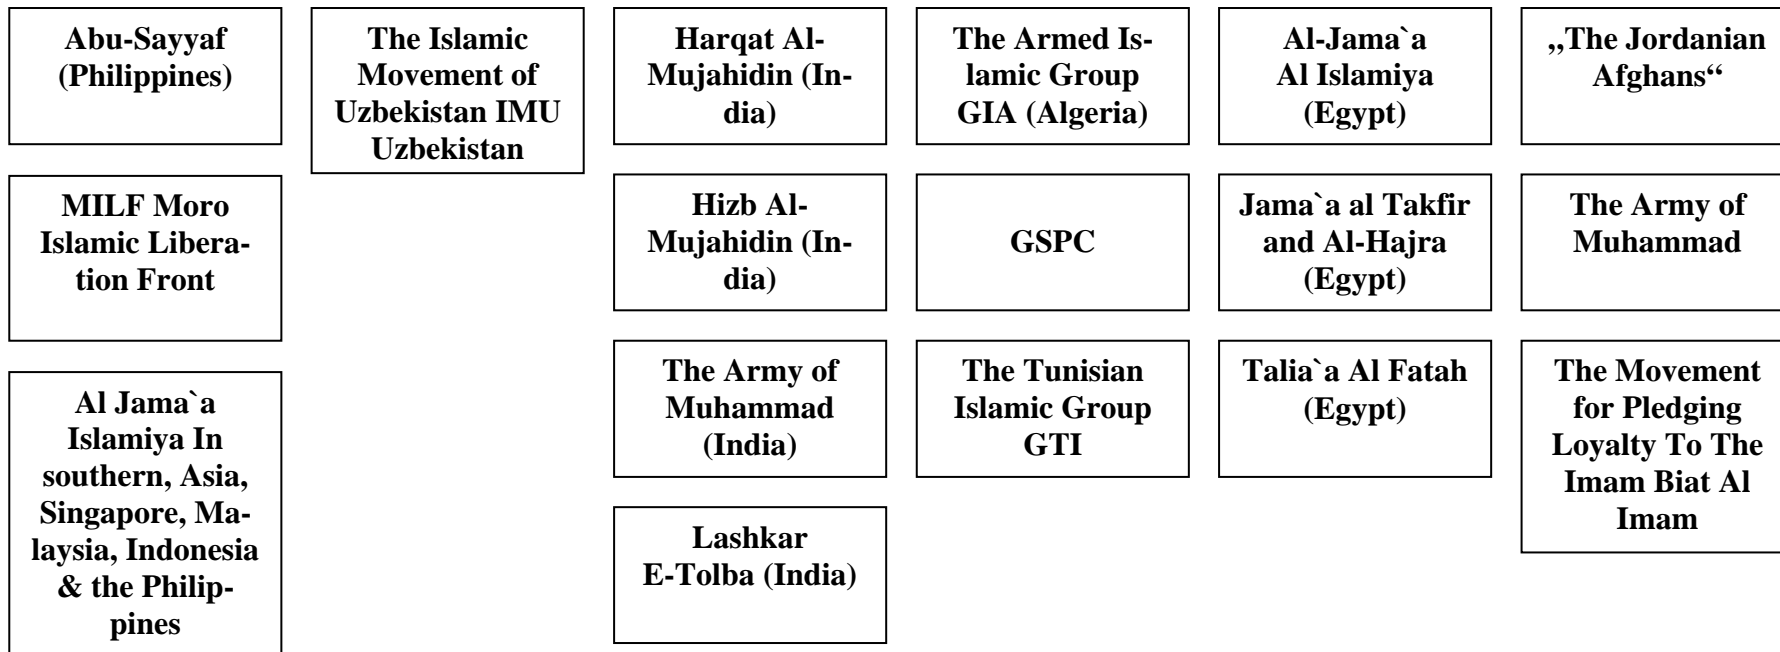 Abu-Sayyaf
(Philippines)
MILF Moro
Islamic Libera-
tion Front
Al Jama`a
Islamiya In
southern, Asia,
Singapore, Ma-
laysia, Indonesia
& the Philip-
pines
The Islamic
Movement of
Uzbekistan IMU
Uzbekistan
Harqat Al-
Mujahidin (In-
dia)
Hizb Al-
Mujahidin (In-
dia)
The Army of
Muhammad
(India)
Lashkar
E-Tolba (India)
The Armed Is-
lamic Group
GIA (Algeria)
GSPC
The Tunisian
Islamic Group
GTI
Al-Jama`a
Al Islamiya
(Egypt)
Jama`a al Takfir
and Al-Hajra
(Egypt)
Talia`a Al Fatah
(Egypt)
„The Jordanian
Afghans“
The Army of
Muhammad
The Movement
for Pledging
Loyalty To The
Imam Biat Al
Imam